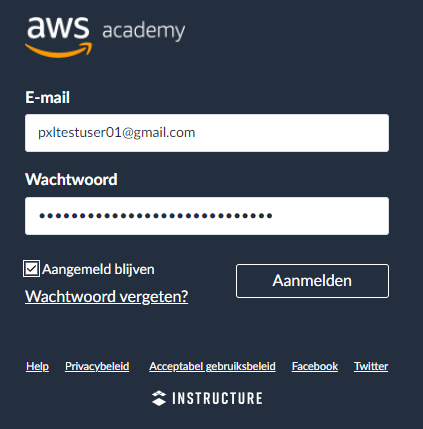 aws academy
E-mail
pxltestuser01@gmail.com
Wachtwoord
•••••••••••••••••••••••••••••
Aangemeld blijven
Aanmelden
Wachtwoord vergeten?
Help Privacybeleid Acceptabel gebruiksbeleid Facebook Twitter
INSTRUCTURE